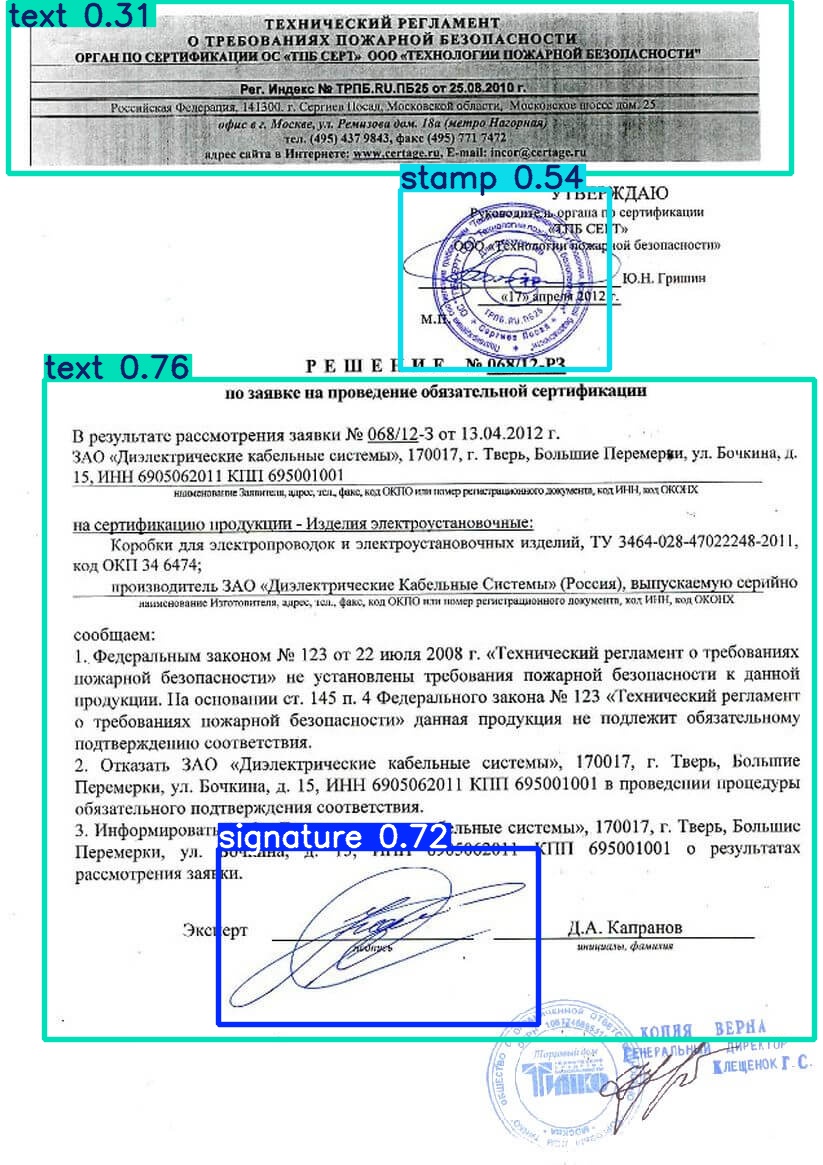 text 0.31
ТЕХНИЧЕСКИЙ РЕГЛАМЕНТ
О ТРЕБОВАНИЯХ ПОЖАРНОЙ БЕЗОПАСНОСТИ
ОРГАН ПО СЕРТИФИКАЦИИ ОС «ТПБ СЕРТ» ООО «ТЕХНОЛОГИИ ПОЖАРНОЙ БЕЗОПАСНОСТИ"
Рег. Индекс № ТРПБ.RU.ПБ25 от 25.08.2010 г.
Российская Федерация, 141300, г. Сергиев Посад, Московской области, Московское шоссе дом. 25
офис в г. Москве, ул. Ремизова дом. 18а (метро Нагорная)
тел. (495) 437 9843, факс (495) 771 7472
адрес сайта в Интернете: www.certage.ru, E-mail: incor@certage.ru
stamp 0.54
УТВЕРЖДАЮ
Руководитель органа по сертификации
«ТПБ СЕРТ»
ООО «Технологии пожарной безопасности»
Ю.Н. Гришин
«17» апреля 2012 г.
М.П.
ТРПБ.RU.ПБ25
Сергиев Посад
РЕШЕНИЕ № 068/12-РЗ
text 0.76
по заявке на проведение обязательной сертификации
В результате рассмотрения заявки № 068/12-З от 13.04.2012 г.
ЗАО «Диэлектрические кабельные системы», 170017, г. Тверь, Большие Перемерки, ул. Бочкина, д.
15, ИНН 6905062011 КПП 695001001
наименование Заявителя, адрес, тел., факс, код ОКПО или номер регистрационного документа, код ИНН, код ОКОНХ
на сертификацию продукции - Изделия электроустановочные:
Коробки для электропроводок и электроустановочных изделий, ТУ 3464-028-47022248-2011,
код ОКП 34 6474;
производитель ЗАО «Диэлектрические Кабельные Системы» (Россия), выпускаемую серийно
наименование Изготовителя, адрес, тел., факс, код ОКПО или номер регистрационного документа, код ИНН, код ОКОНХ
сообщаем:
1. Федеральным законом № 123 от 22 июля 2008 г. «Технический регламент о требованиях
пожарной безопасности» не установлены требования пожарной безопасности к данной
продукции. На основании ст. 145 п. 4 Федерального закона № 123 «Технический регламент
о требованиях пожарной безопасности» данная продукция не подлежит обязательному
подтверждению соответствия.
2. Отказать ЗАО «Диэлектрические кабельные системы», 170017, г. Тверь, Большие
Перемерки, ул. Бочкина, д. 15, ИНН 6905062011 КПП 695001001 в проведении процедуры
обязательного подтверждения соответствия.
3. Информировать кабельные системы», 170017, г. Тверь, Большие
signature 0.72
Перемерки, ул. Бочкина, д. 15, ИНН 6905062011 КПП 695001001 о результатах
рассмотрения заявки.
Эксперт
Д.А. Капранов
подпись
инициалы, фамилия
КОПИЯ ВЕРНА
ГЕНЕРАЛЬНЫЙ ДИРЕКТОР
КЛЕЩЕНОК Г.С.
Торговый дом
ТИНКО
МОСКВА